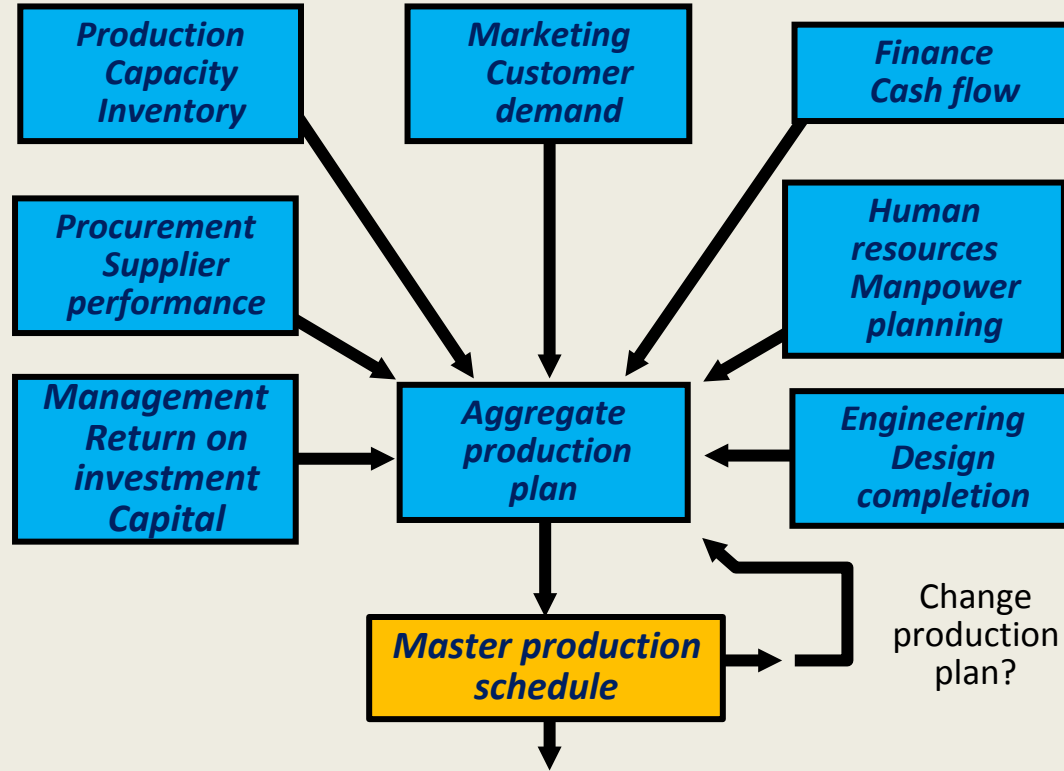 Production
Capacity
Inventory
Marketing
Customer
demand
Finance
Cash flow
Procurement
Supplier
performance
Human
resources
Manpower
planning
Management
Return on
investment
Capital
Aggregate
production
plan
Engineering
Design
completion
Change
production
plan?
Master production
schedule